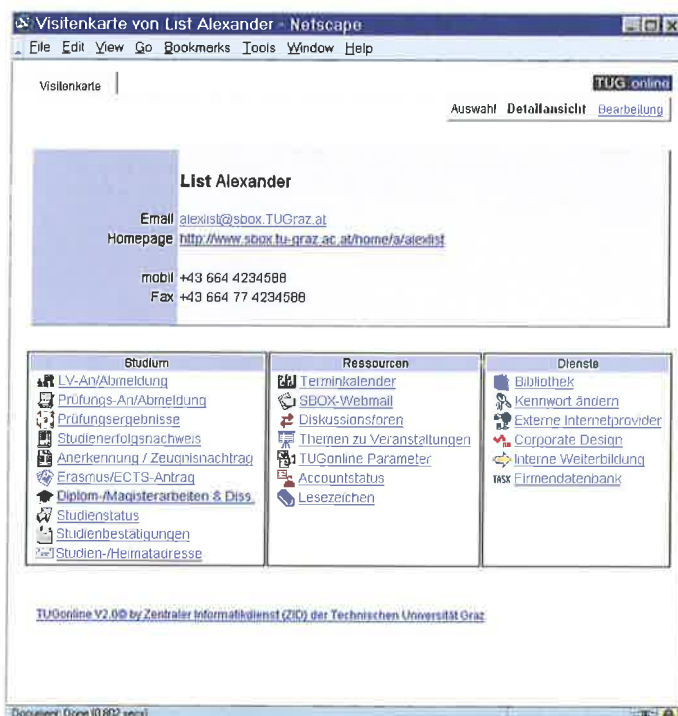 Visitenkarte von List Alexander - Netscape
File Edit View Go Bookmarks Tools Window Help
Visitenkarte
TUG online
Auswahl Detailansicht Bearbeitung
List Alexander
Email alexlist@sbox.TUGraz.at
Homepage http://www.sbox.tu-graz.ac.at/home/a/alexlist
mobil +43 664 4234588
Fax +43 664 77 4234588
Studium
LV-An/Abmeldung
Prüfungs-An/Abmeldung
Prüfungsergebnisse
Studienerfolgsnachweis
Anerkennung / Zeugnisnachtrag
Erasmus/ECTS-Antrag
Diplom-/Magisterarbeiten & Diss.
Studienstatus
Studienbestätigungen
Studien-/Heimatadresse
Ressourcen
Terminkalender
SBOX-Webmail
Diskussionsforen
Themen zu Veranstaltungen
TUGonline Parameter
Accountstatus
Lesezeichen
Dienste
Bibliothek
Kennwort ändern
Externe Internetprovider
Corporate Design
Interne Weiterbildung
TASK Firmendatenbank
TUGonline V2.0© by Zentraler Informatikdienst (ZID) der Technischen Universität Graz
Document: Done (0.802 secs)